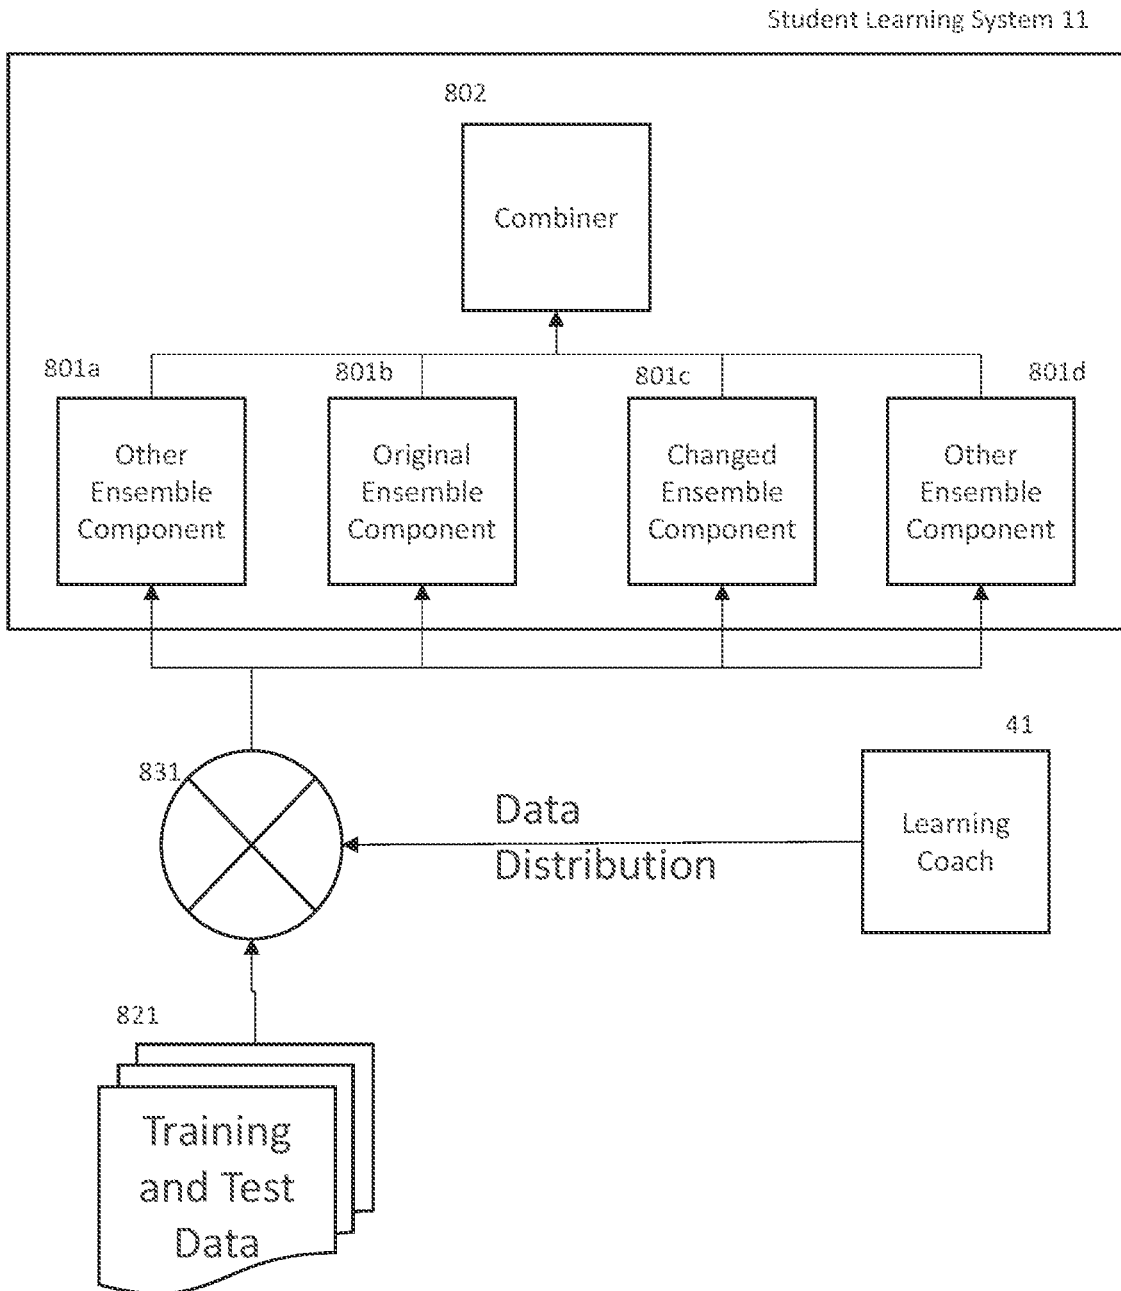 Student Learning System 11
802
Combiner
801a
801b
801c
801d
Other
Ensemble
Component
Original
Ensemble
Component
Changed
Ensemble
Component
Other
Ensemble
Component
831
Data
Distribution
41
Learning
Coach
821
Training
and Test
Data